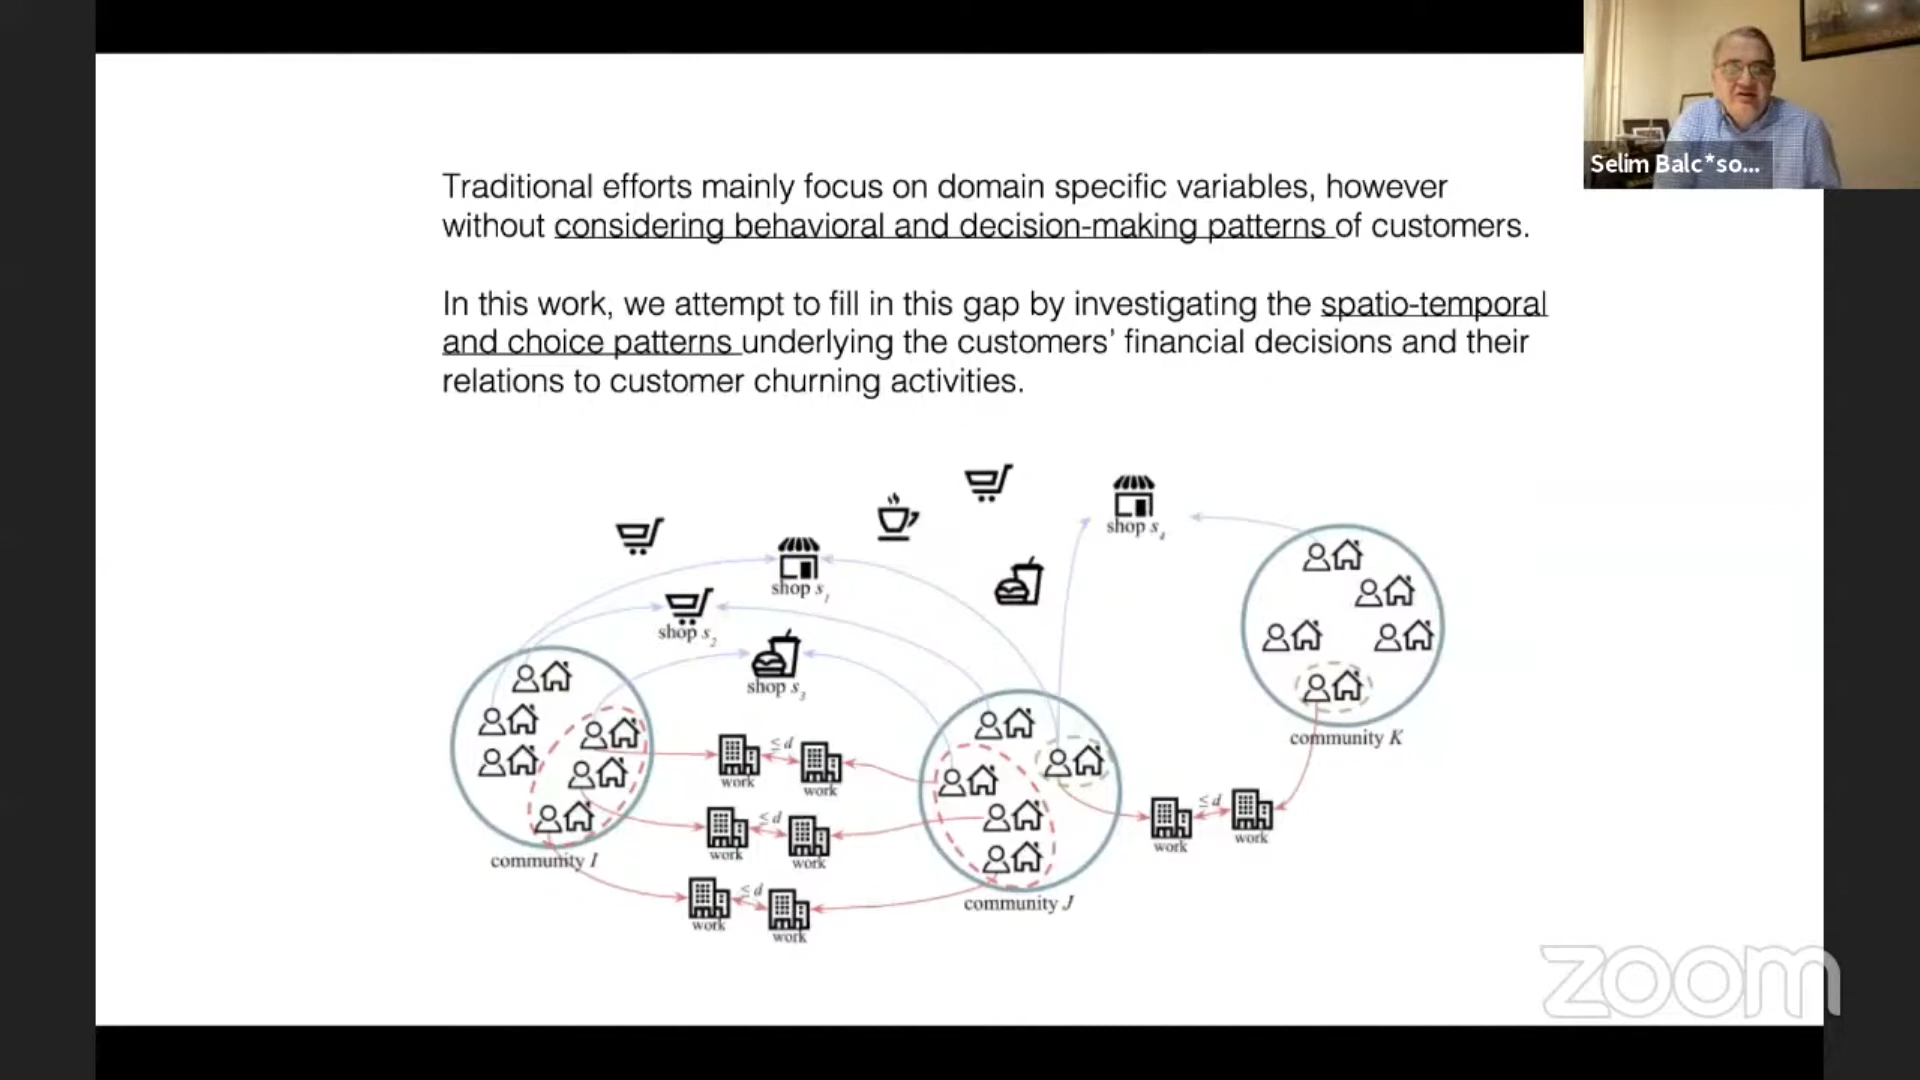 Selim Balc*so...
Traditional efforts mainly focus on domain specific variables, however
without considering behavioral and decision-making patterns of customers.
In this work, we attempt to fill in this gap by investigating the spatio-temporal
and choice patterns underlying the customers' financial decisions and their
relations to customer churning activities.
shop s4
shop s1
shop s2
shop s3
community K
≤ d
work
work
≤ d
work
work
≤ d
work
work
≤ d
work
work
community I
community J
zoom